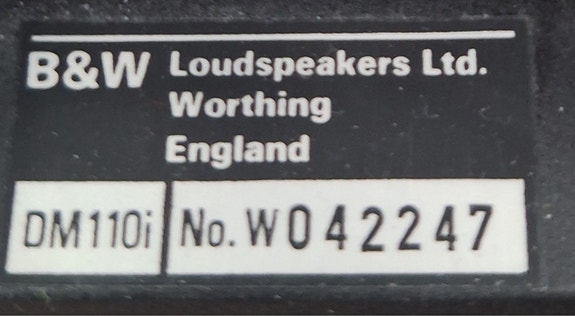 B&W Loudspeakers Ltd.
Worthing
England
DM110i No. W042247